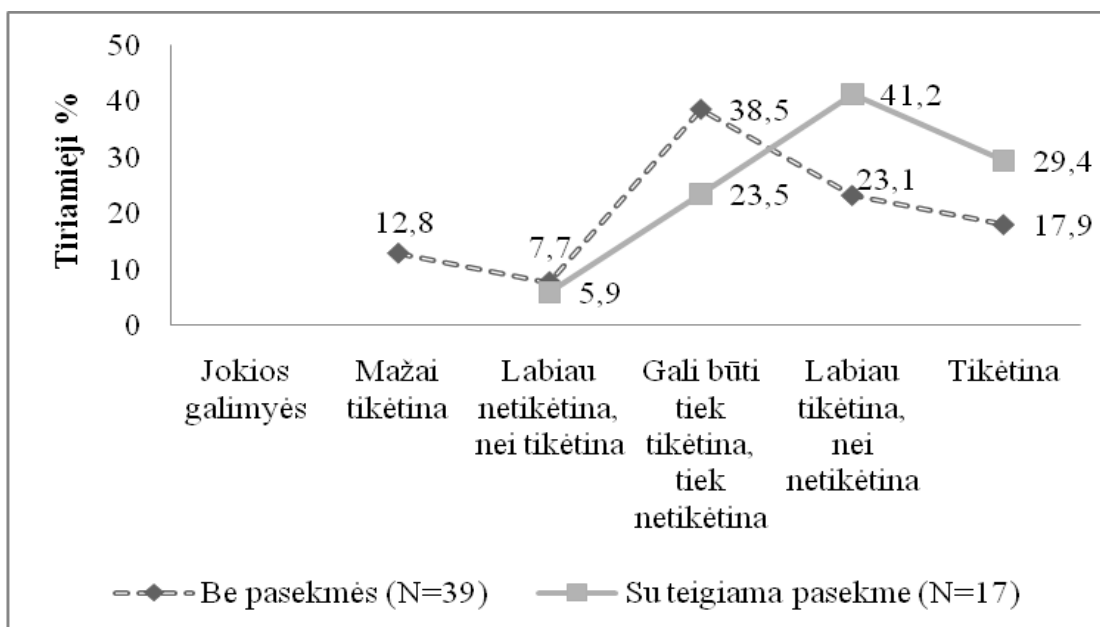 Tiriamieji %
50
40
30
20
10
0
12,8
7,7
5,9
38,5
23,5
41,2
23,1
29,4
17,9
Jokios
galimyės
Mažai
tikėtina
Labiau
netikėtina,
nei tikėtina
Gali būti
tiek
tikėtina,
tiek
netikėtina
Labiau
tikėtina,
nei
netikėtina
Tikėtina
Be pasekmės (N=39)
Su teigiama pasekme (N=17)